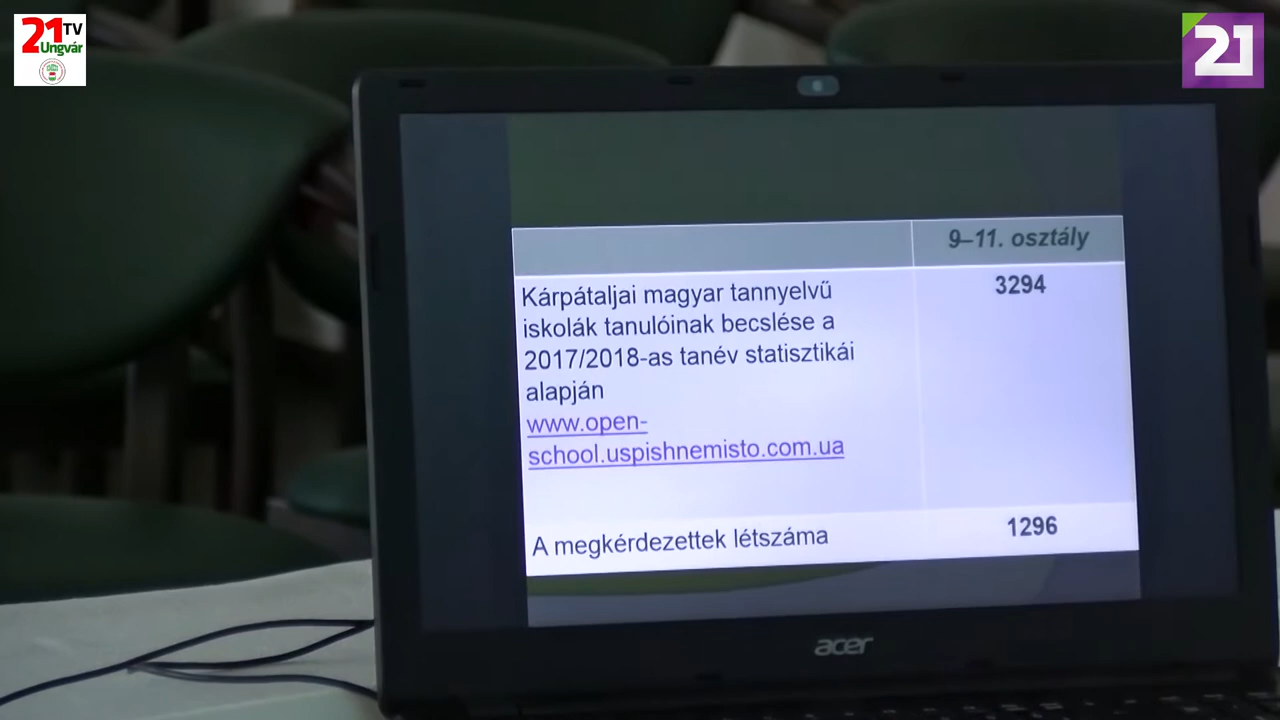 21 TV
Ungvár
21
9–11. osztály
Kárpátaljai magyar tannyelvű
iskolák tanulóinak becslése a
2017/2018-as tanév statisztikái
alapján
www.open-
school.uspishnemisto.com.ua
3294
A megkérdezettek létszáma
1296
acer